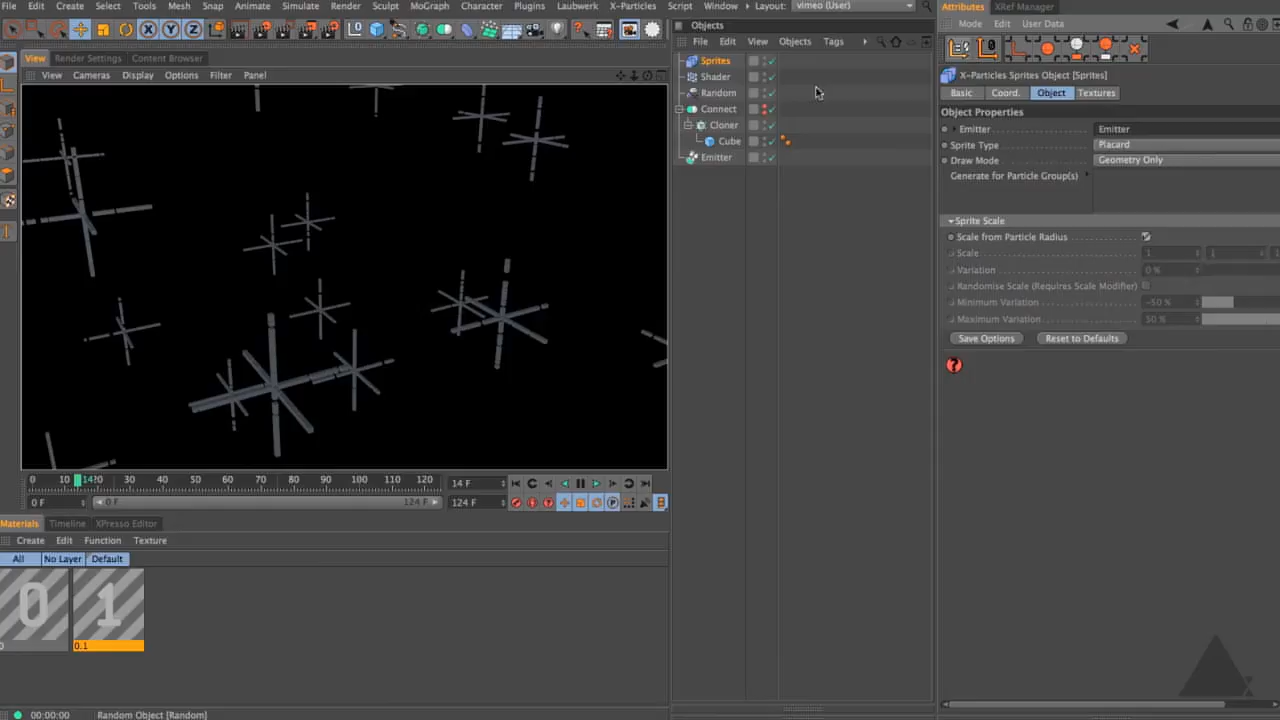 File Edit Create Select Tools Mesh Snap Animate Simulate Render Sculpt MoGraph Character Plugins Laubwerk X-Particles Script Window Layout: vimeo (User)
Attributes XRef Manager
Mode Edit User Data
Objects
File Edit View Objects Tags
View Render Settings Content Browser
View Cameras Display Options Filter Panel
Sprites
Shader
Random
Connect
Cloner
Cube
Emitter
X-Particles Sprites Object [Sprites]
Basic Coord. Object Textures
Object Properties
Emitter Emitter
Sprite Type Placard
Draw Mode Geometry Only
Generate for Particle Group(s)
Sprite Scale
Scale from Particle Radius
Scale 1 1 1
Variation 0 %
Randomise Scale (Requires Scale Modifier)
Minimum Variation -50 %
Maximum Variation 50 %
Save Options Reset to Defaults
0 10 14 20 30 40 50 60 70 80 90 100 110 120 14 F
0 F 0 F 124 F 124 F
Materials Timeline XPresso Editor
Create Edit Function Texture
All No Layer Default
0 1
0 0.1
00:00:00 Random Object [Random]